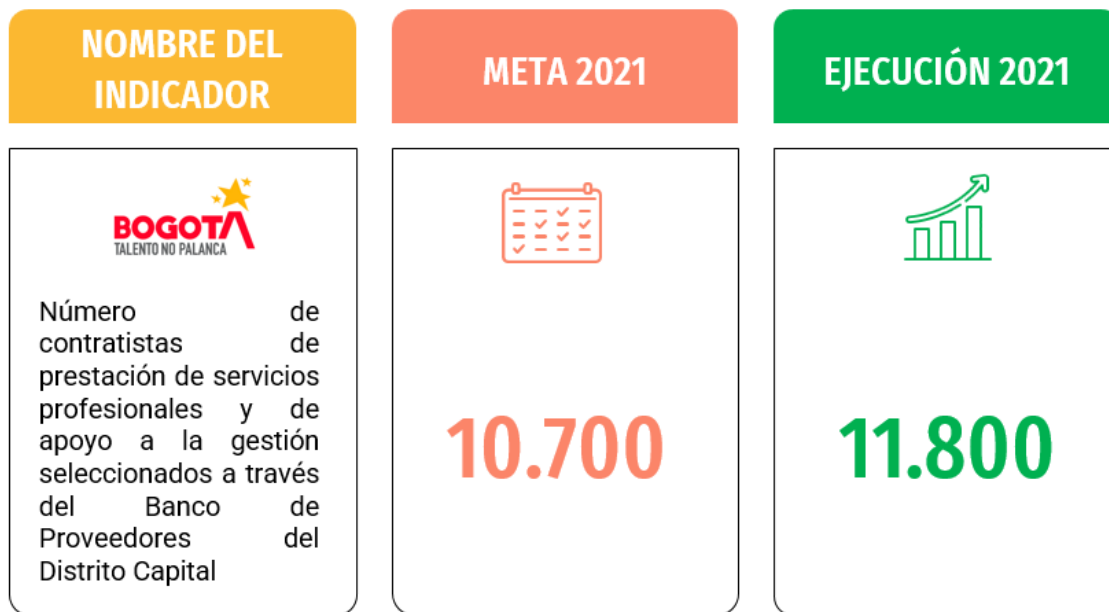 NOMBRE DEL
INDICADOR
META 2021
EJECUCIÓN 2021
BOGOTA
TALENTO NO PALANCA
Número de
contratistas de
prestación de servicios
profesionales y de
apoyo a la gestión
seleccionados a través
del Banco de
Proveedores del
Distrito Capital
10.700
11.800